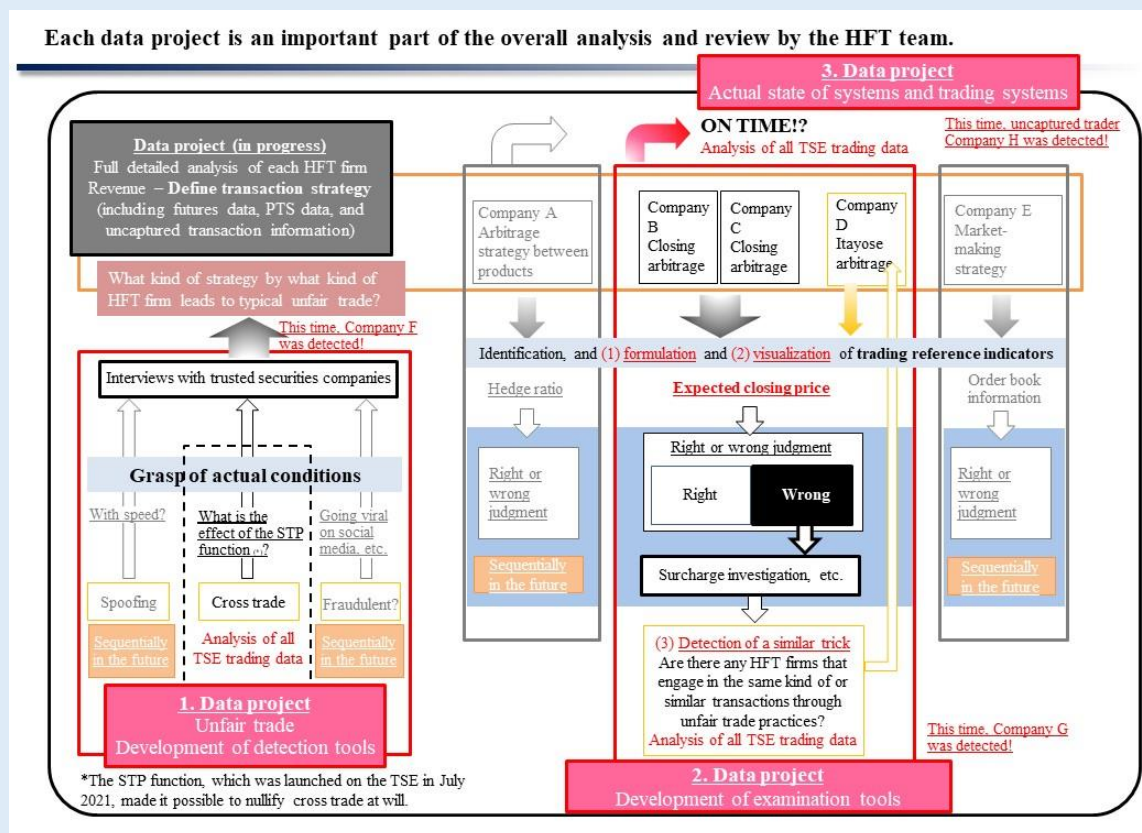 Each data project is an important part of the overall analysis and review by the HFT team.
3. Data project
Actual state of systems and trading systems
Data project (in progress)
Full detailed analysis of each HFT firm
Revenue – Define transaction strategy
(including futures data, PTS data, and
uncaptured transaction information)
What kind of strategy by what kind of
HFT firm leads to typical unfair trade?
This time, Company F
was detected!
Interviews with trusted securities companies
Grasp of actual conditions
With speed?
What is the
effect of the STP
function (*)?
Going viral
on social
media, etc.
Spoofing
Cross trade
Fraudulent?
Sequentially
in the future
Analysis of all
TSE trading data
Sequentially
in the future
1. Data project
Unfair trade
Development of detection tools
*The STP function, which was launched on the TSE in July
2021, made it possible to nullify cross trade at will.
ON TIME!?
Analysis of all TSE trading data
This time, uncaptured trader
Company H was detected!
Company A
Arbitrage
strategy between
products
Company
B
Closing
arbitrage
Company
C
Closing
arbitrage
Company
D
Itayose
arbitrage
Company E
Market-
making
strategy
Identification, and (1) formulation and (2) visualization of trading reference indicators
Hedge ratio
Expected closing price
Order book
information
Right or
wrong
judgment
Right or wrong judgment
Right
Wrong
Right or
wrong
judgment
Sequentially
in the future
Surcharge investigation, etc.
Sequentially
in the future
(3) Detection of a similar trick
Are there any HFT firms that
engage in the same kind of or
similar transactions through
unfair trade practices?
Analysis of all TSE trading data
This time, Company G
was detected!
2. Data project
Development of examination tools